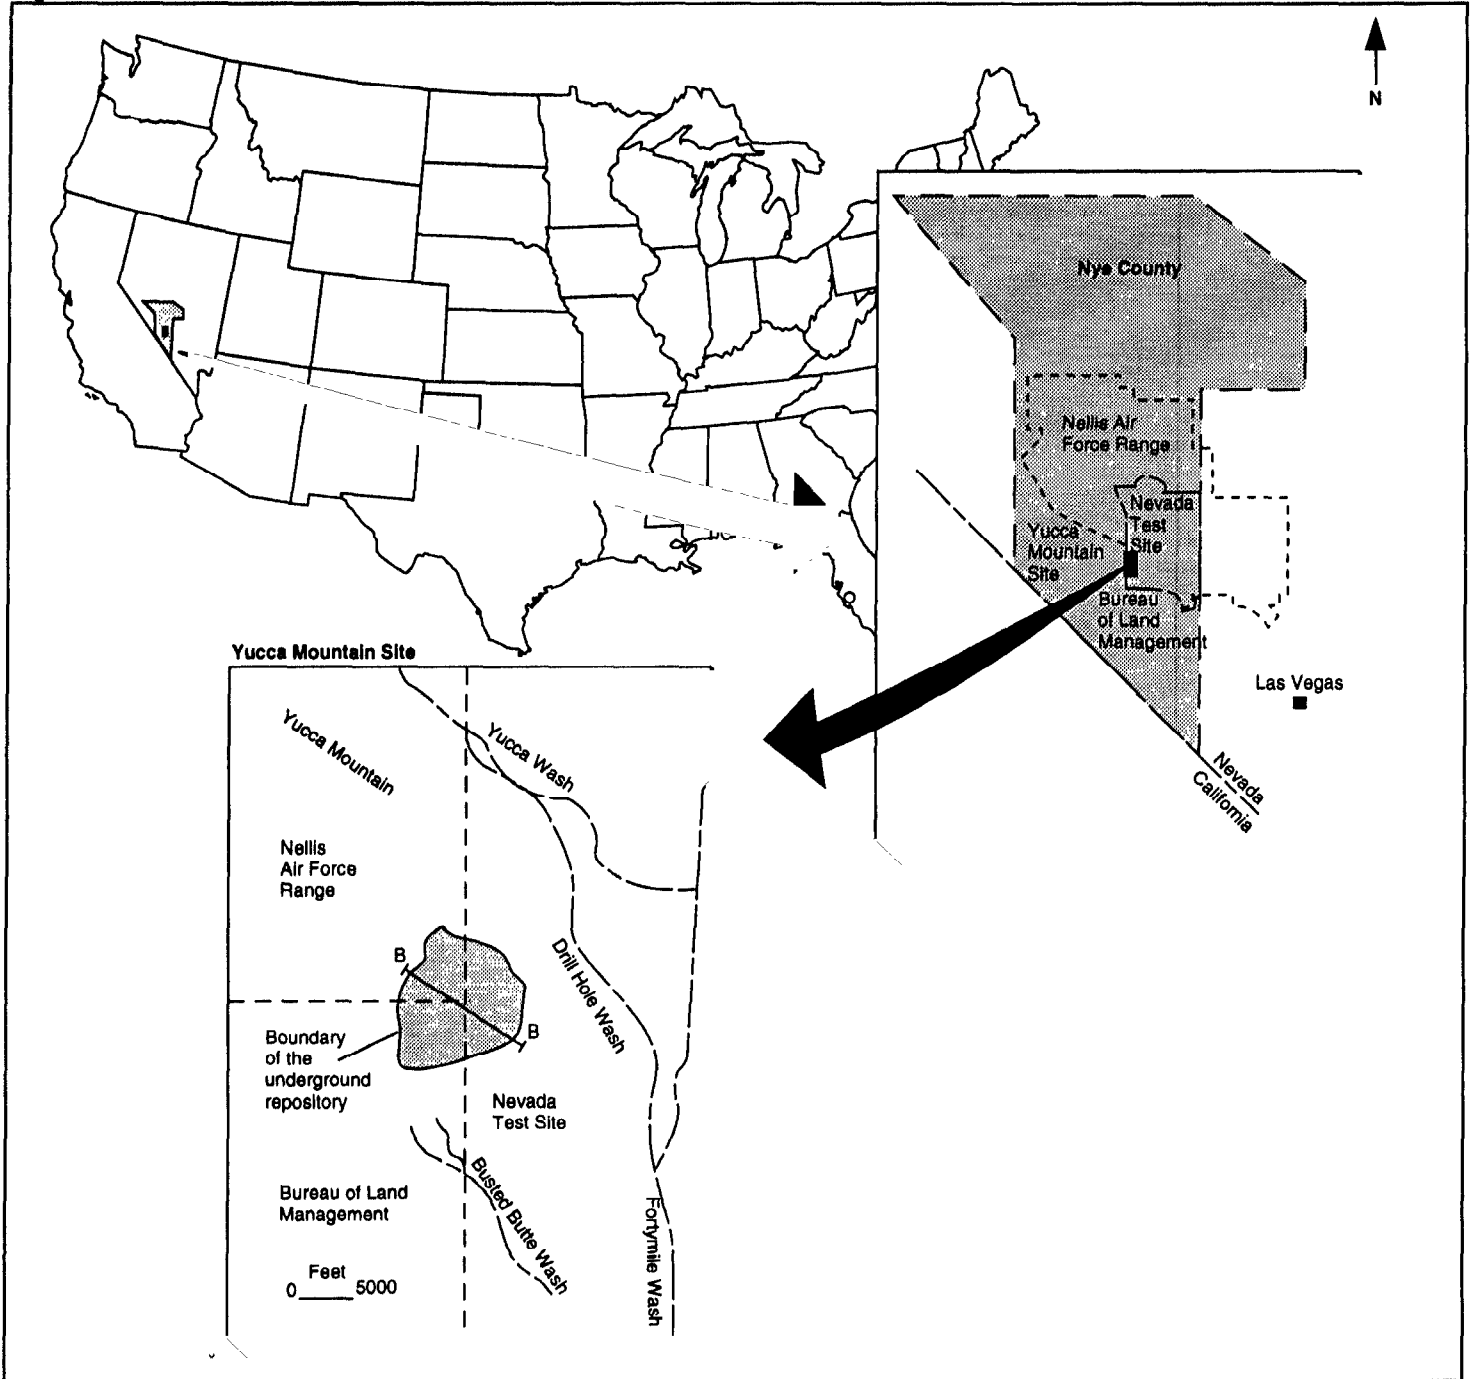 N
Nye County
Nellis Air
Force Range
Nevada
Test
Site
Yucca
Mountain
Site
Bureau
of Land
Management
Las Vegas
Nevada
California
Yucca Mountain Site
Yucca Mountain
Yucca Wash
Nellis
Air Force
Range
B
Drill Hole Wash
B
Boundary
of the
underground
repository
Nevada
Test Site
Busted Butte Wash
Bureau of Land
Management
Fortymile Wash
Feet
0 5000